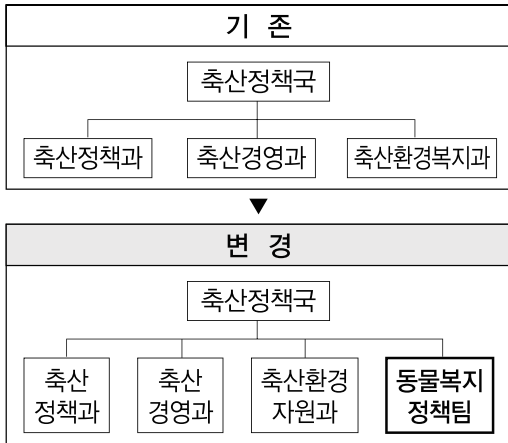 기 존
축산정책국
축산정책과 축산경영과 축산환경복지과
▼
변 경
축산정책국
축산
정책과
축산
경영과
축산환경
자원과
동물복지
정책팀